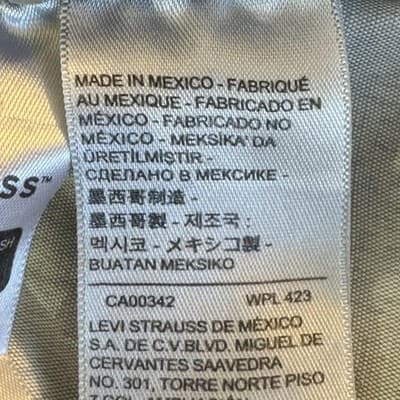 MADE IN MEXICO - FABRIQUÉ
AU MEXIQUE - FABRICADO EN
MÉXICO - FABRICADO NO
MÉXICO - MEKSİKA' DA
ÜRETİLMİŞTİR -
СДЕЛАНО В МЕКСИКЕ -
墨西哥制造 -
墨西哥製 - 제조국 :
멕시코 - メキシコ製 -
BUATAN MEKSIKO
CA00342 WPL 423
LEVI STRAUSS DE MÉXICO
S.A. DE C.V.BLVD. MIGUEL DE
CERVANTES SAAVEDRA
NO. 301, TORRE NORTE PISO
SS™
SH